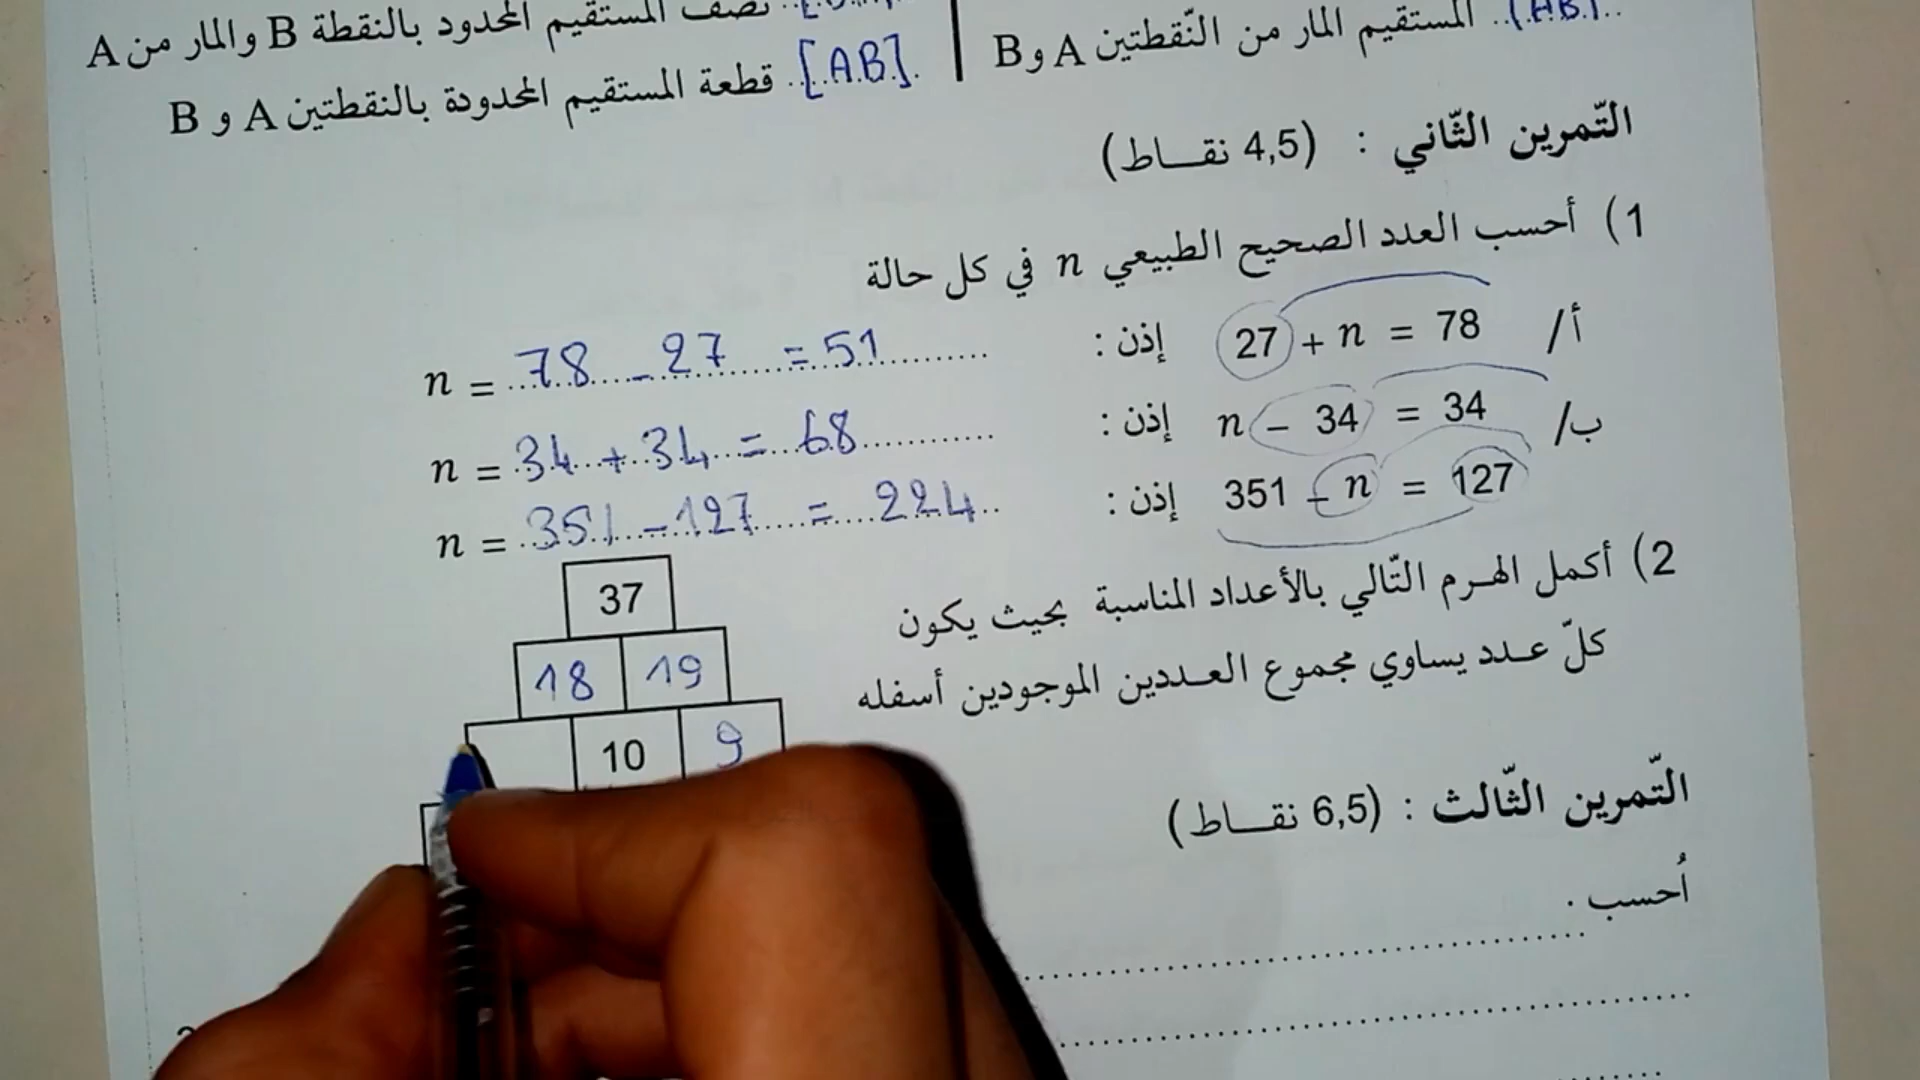 المستقيم المار من النّقطتين A و B
نصف المستقيم المحدود بالنقطة B والمار من A
[AB] قطعة المستقيم المحدودة بالنقطتين A و B
التّمرين الثّاني : (4,5 نقــاط)
1) أحسب العدد الصحيح الطبيعي n في كل حالة
أ/ 27 + n = 78 إذن : n = 78 - 27 = 51
ب/ n – 34 = 34 إذن : n = 34 + 34 = 68
351 – n = 127 إذن : n = 351 - 127 = 224
2) أكمل الهـرم التّالي بالأعداد المناسبة بحيث يكون
كلّ عـدد يساوي مجموع العـددين الموجودين أسفله
37
18 19
10 9
التّمرين الثّالث : (6,5 نقــاط)
اُحسب .